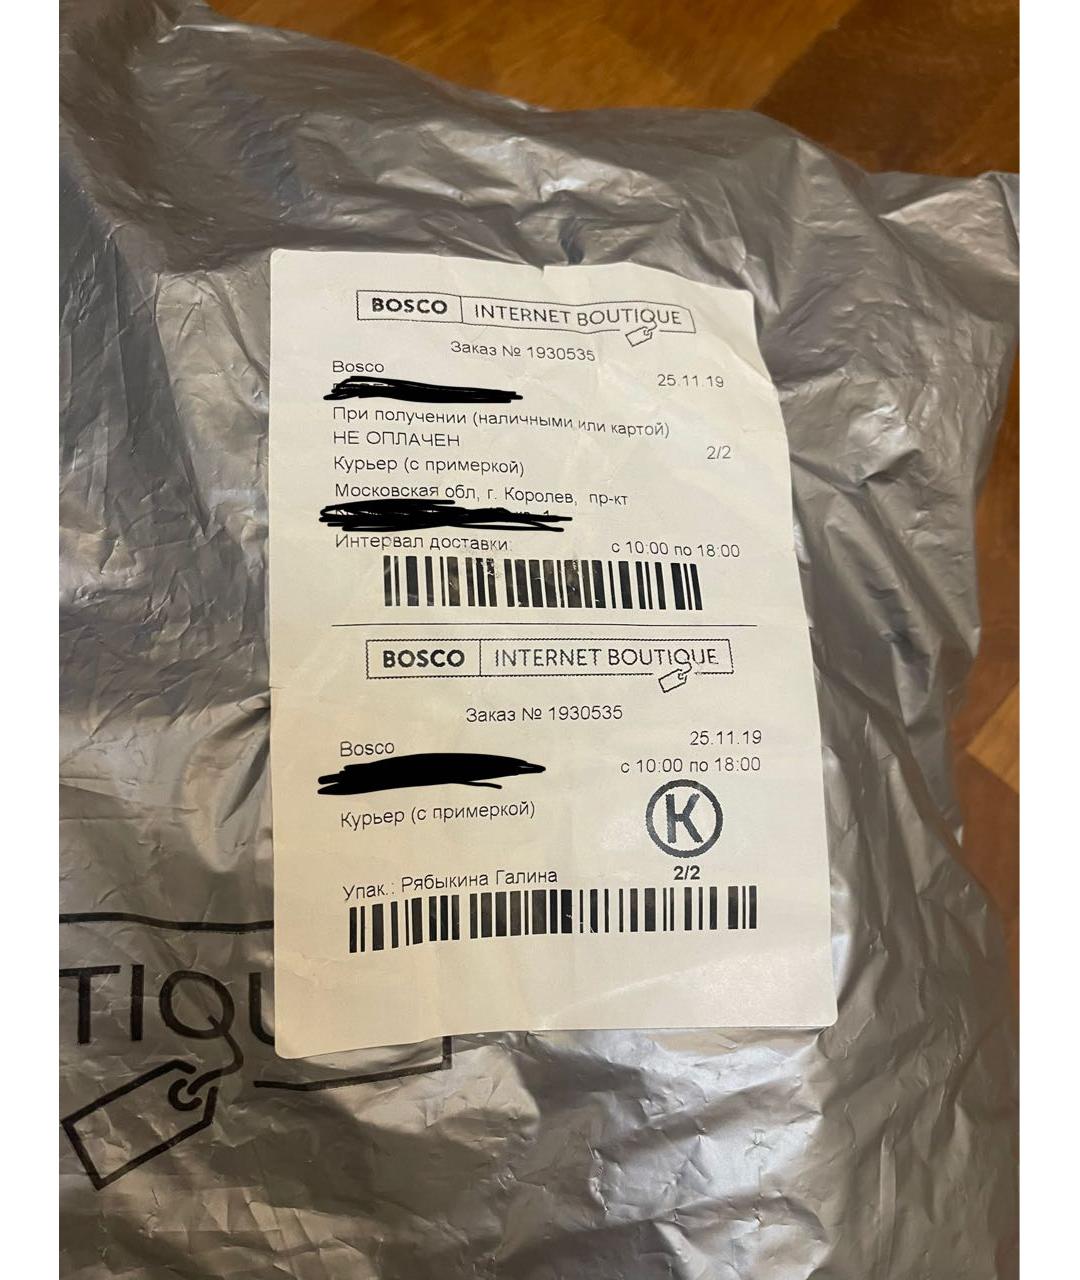 BOSCO INTERNET BOUTIQUE
Заказ № 1930535
Bosco
25.11.19
При получении (наличными или картой)
НЕ ОПЛАЧЕН
2/2
Курьер (с примеркой)
Московская обл, г. Королев, пр-кт
Интервал доставки: с 10:00 по 18:00
BOSCO INTERNET BOUTIQUE
Заказ № 1930535
Bosco
25.11.19
с 10:00 по 18:00
Курьер (с примеркой)
K
2/2
Упак.: Рябыкина Галина
TIQU